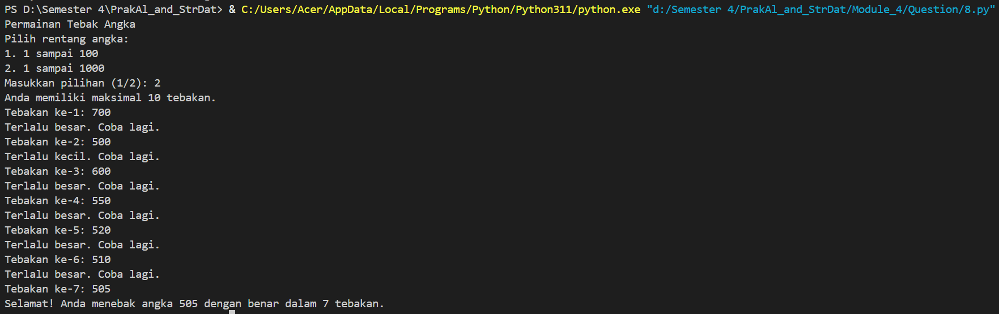 PS D:\Semester 4\PrakAl_and_StrDat> & C:/Users/Acer/AppData/Local/Programs/Python/Python311/python.exe "d:/Semester 4/PrakAl_and_StrDat/Module_4/Question/8.py"
Permainan Tebak Angka
Pilih rentang angka:
1. 1 sampai 100
2. 1 sampai 1000
Masukkan pilihan (1/2): 2
Anda memiliki maksimal 10 tebakan.
Tebakan ke-1: 700
Terlalu besar. Coba lagi.
Tebakan ke-2: 500
Terlalu kecil. Coba lagi.
Tebakan ke-3: 600
Terlalu besar. Coba lagi.
Tebakan ke-4: 550
Terlalu besar. Coba lagi.
Tebakan ke-5: 520
Terlalu besar. Coba lagi.
Tebakan ke-6: 510
Terlalu besar. Coba lagi.
Tebakan ke-7: 505
Selamat! Anda menebak angka 505 dengan benar dalam 7 tebakan.